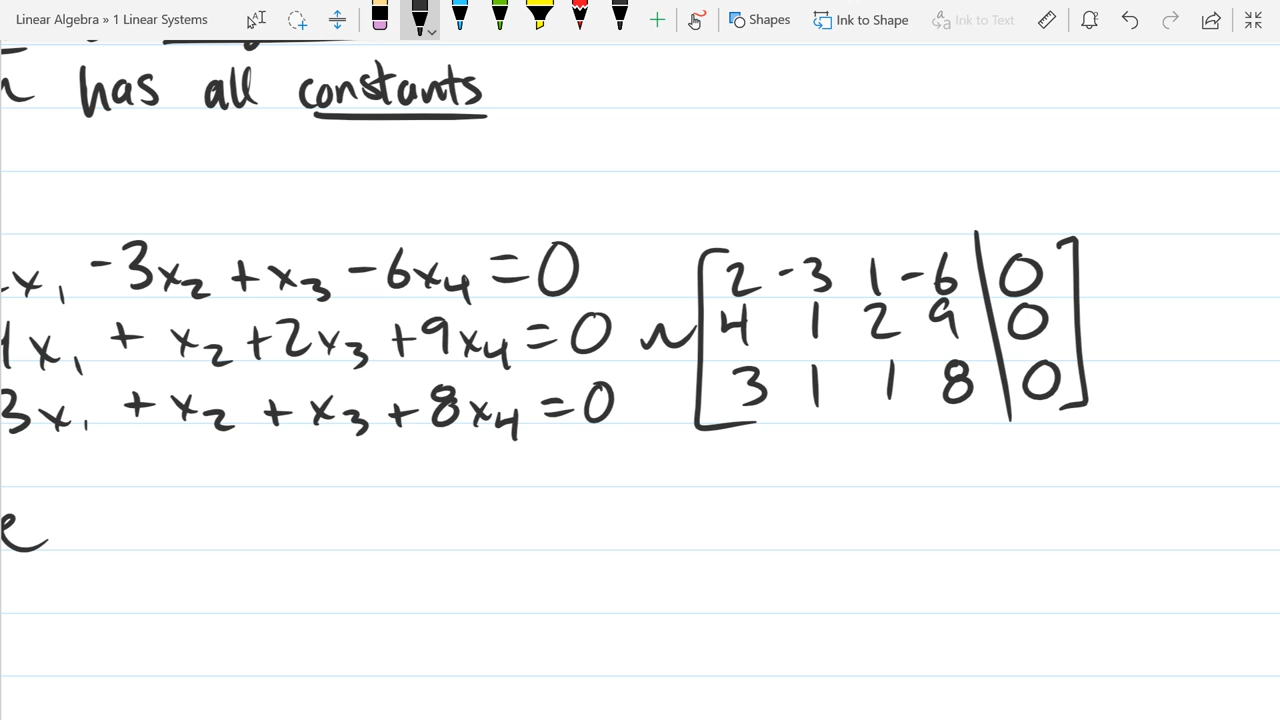 Linear Algebra » 1 Linear Systems Shapes Ink to Shape Ink to Text
has all constants
x₁ -3x₂ +x₃ -6x₄ =0 [2 -3 1 -6 | 0]
x₁ + x₂ +2x₃ +9x₄ =0 ~ [4 1 2 9 | 0]
3x₁ + x₂ + x₃ +8x₄ =0 [3 1 1 8 | 0]